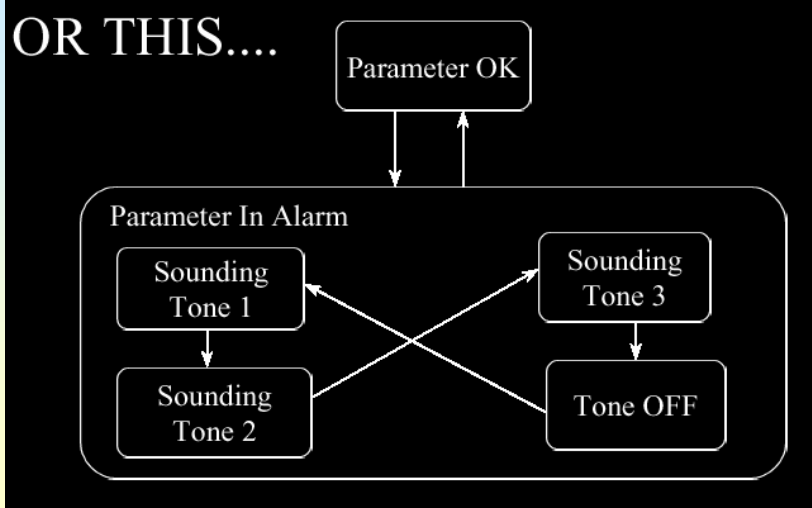 OR THIS....
Parameter OK
Parameter In Alarm
Sounding
Tone 1
Sounding
Tone 2
Sounding
Tone 3
Tone OFF